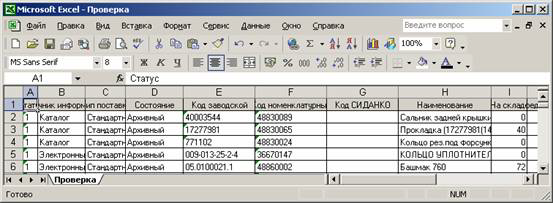 Microsoft Excel - Проверка
Файл Правка Вид Вставка Формат Сервис Данные Окно Справка Введите вопрос
100%
MS Sans Serif 8 Ж К Ч
A1 Статус
A B C D E F G H I
1 тат чник информ ип постав Состояние Код заводской од номенклатурны Код СИДАНКО Наименование На складе
2 1 Каталог Стандартн Архивный 40003544 48830089 Сальник задней крышки 0
3 1 Каталог Стандартн Архивный 17277981 48830065 Прокладка (17277981(14 40
4 1 Каталог Стандартн Архивный 771102 48830024 Кольцо рез.под форсунк 0
5 1 Электронны Стандартн Архивный 009-013-25-2-4 36670147 КОЛЬЦО УПЛОТНИТЕЛ 0
6 1 Электронны Стандартн Архивный 05.0100021.1 48860002 Башмак 760 72
Проверка
Готово NUM